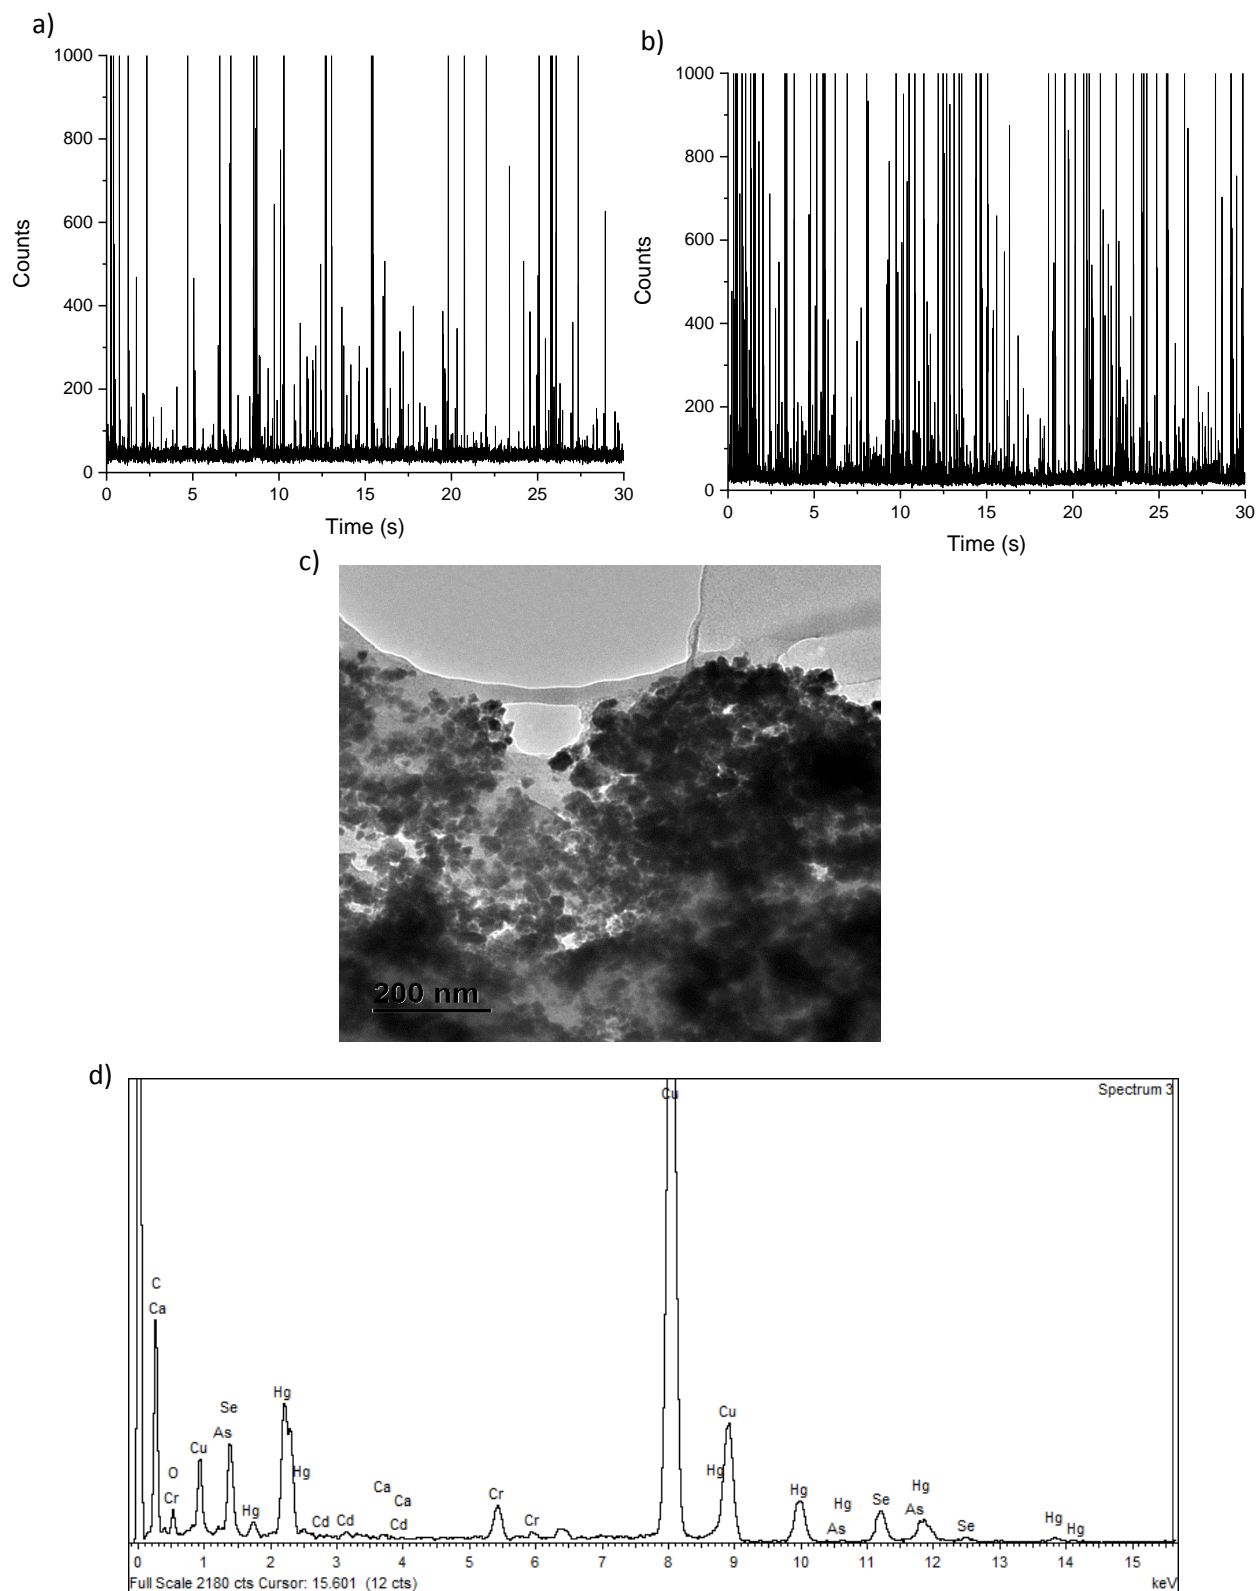 a)
1000
800
600
400
200
0
Counts
0 5 10 15 20 25 30
Time (s)
b)
1000
800
600
400
200
0
Counts
0 5 10 15 20 25 30
Time (s)
c)
200 nm
d)
Spectrum 3
Cu
C
Ca
Hg
Se
Cu
As
O
Cr
Hg
Hg
Ca
Ca
Cd Cd Cd
Cr
Cr
Hg
Hg
Hg
Hg
As
Se
As
Se
Hg
Hg
Hg
0 1 2 3 4 5 6 7 8 9 10 11 12 13 14 15
Full Scale 2180 cts Cursor: 15.601 (12 cts) keV